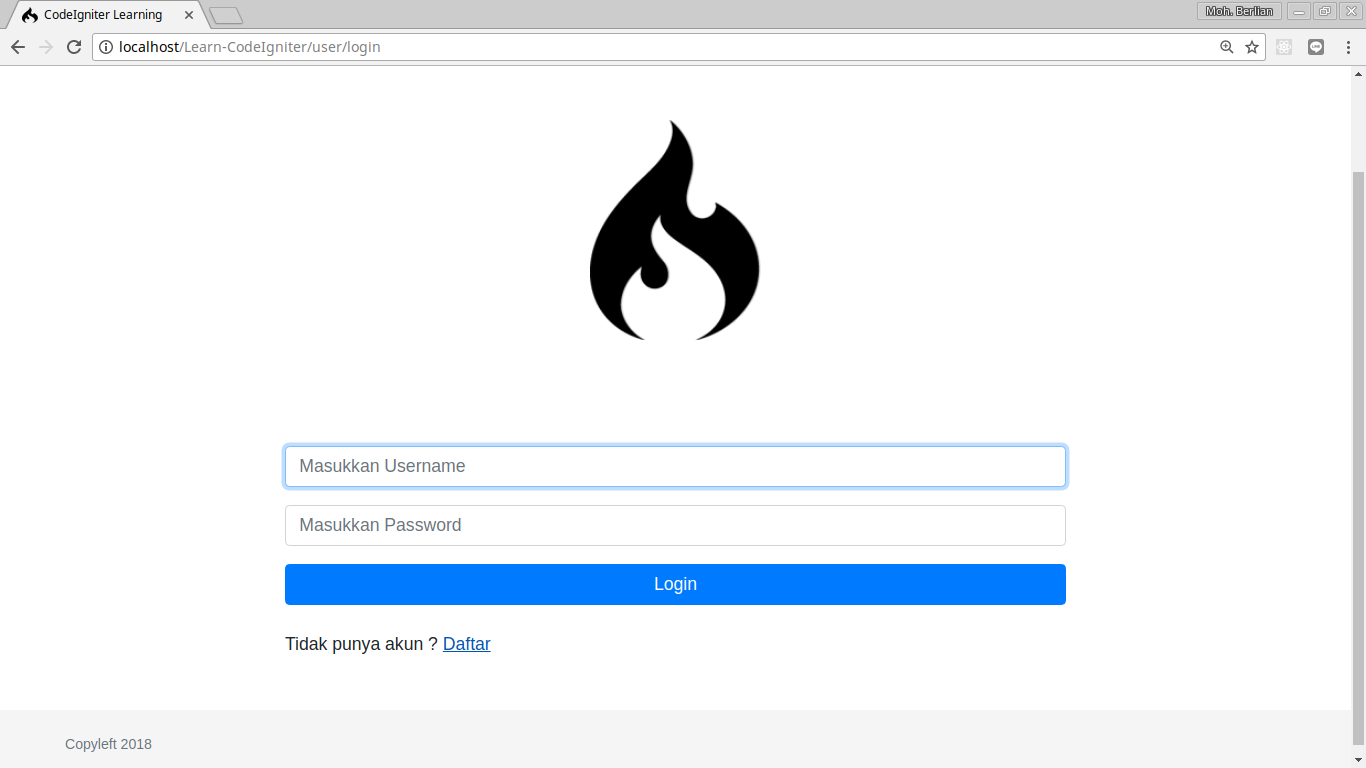 CodeIgniter Learning
Moh. Berlian
localhost/Learn-CodeIgniter/user/login
Masukkan Username
Masukkan Password
Login
Tidak punya akun ? Daftar
Copyleft 2018